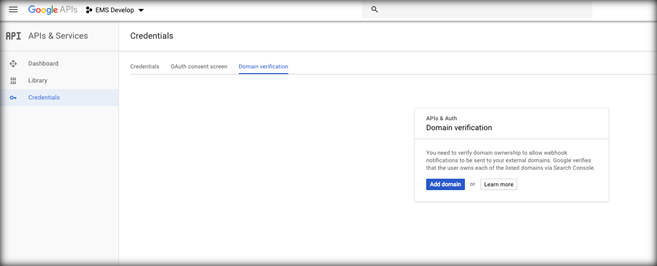 Google APIs
EMS Develop
API
APIs & Services
Credentials
Dashboard
Library
Credentials
Credentials
OAuth consent screen
Domain verification
APIs & Auth
Domain verification
You need to verify domain ownership to allow webhook
notifications to be sent to your external domains. Google verifies
that the user owns each of the listed domains via Search Console.
Add domain or Learn more